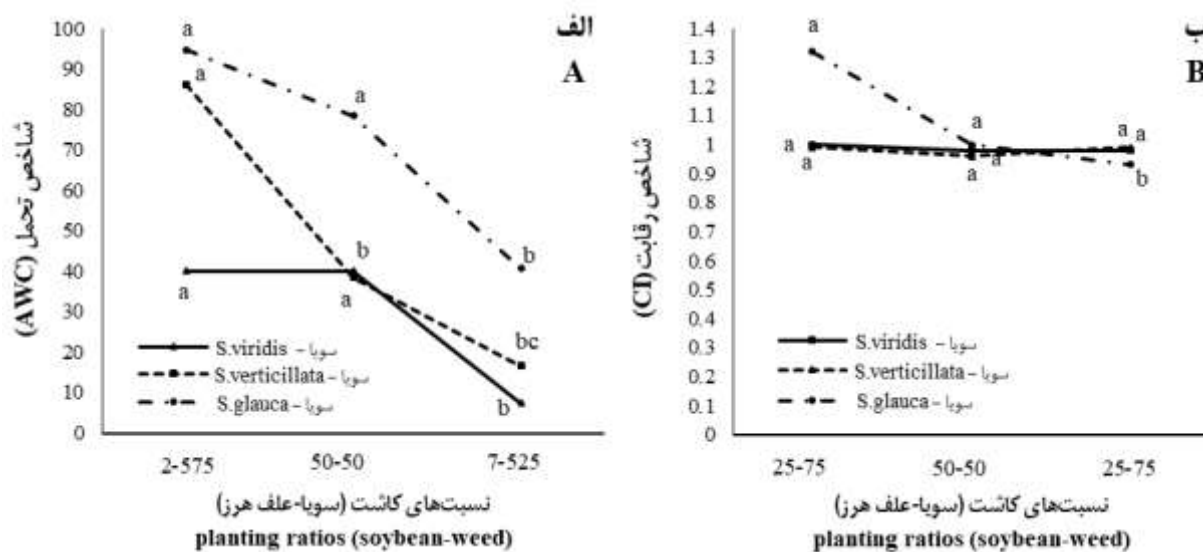 الف
A
شاخص تحمل (AWC)
100
90
80
70
60
50
40
30
20
10
0
a
a
a
a
b
a
b
bc
b
S.viridis - سویا
S.verticillata - سویا
S.glauca - سویا
2-575 50-50 7-525
نسبت‌های کاشت (سویا-علف هرز)
planting ratios (soybean-weed)
ب
B
شاخص رقابت (CI)
1.4
1.3
1.2
1.1
1
0.9
0.8
0.7
0.6
0.5
0.4
0.3
0.2
0.1
0
a
a
a
a
a
a
a
a
b
S.viridis - سویا
S.verticillata - سویا
S.glauca - سویا
25-75 50-50 25-75
نسبت‌های کاشت (سویا-علف هرز)
planting ratios (soybean-weed)